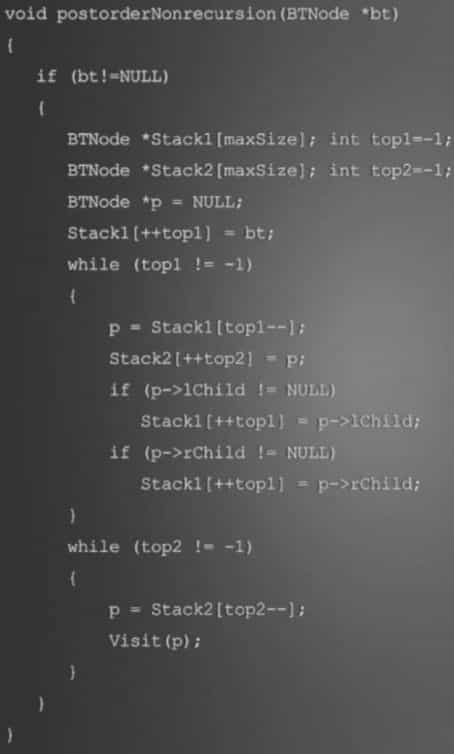 void postorderNonrecursion(BTNode *bt)
{
if (bt!=NULL)
{
BTNode *Stack1[maxSize]; int top1=-1;
BTNode *Stack2[maxSize]; int top2=-1;
BTNode *p = NULL;
Stack1[++top1] = bt;
while (top1 != -1)
{
p = Stack1[top1--];
Stack2[++top2] = p;
if (p->lChild != NULL)
Stack1[++top1] = p->lChild;
if (p->rChild != NULL)
Stack1[++top1] = p->rChild;
}
while (top2 != -1)
{
p = Stack2[top2--];
Visit(p);
}
}
}